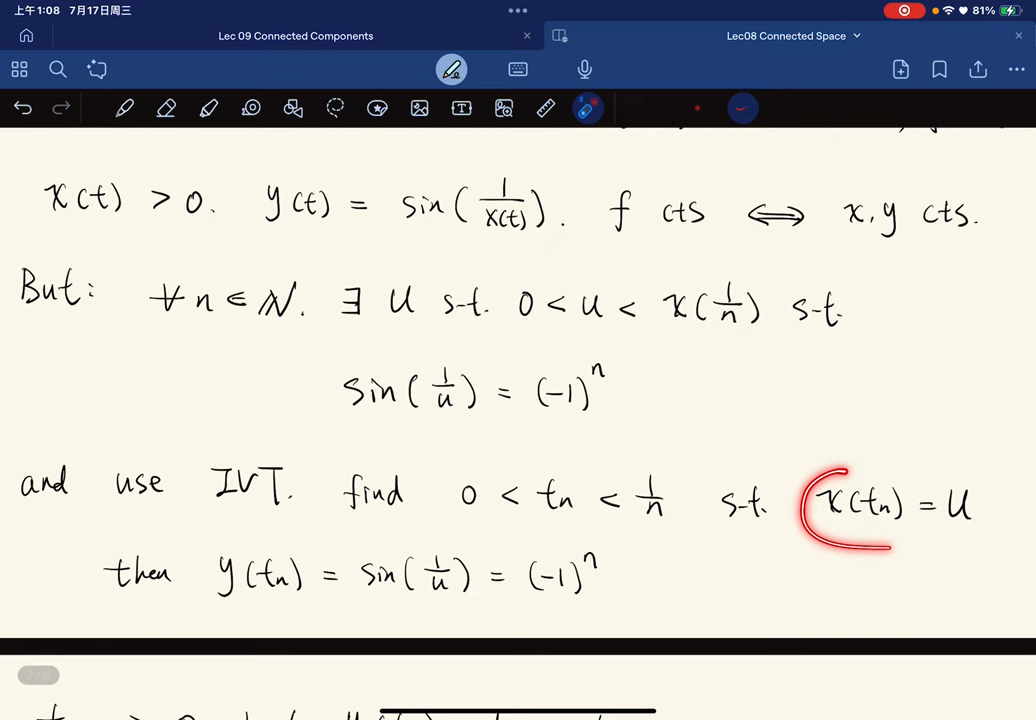 上午1:08 7月17日周三
81%
Lec 09 Connected Components
Lec08 Connected Space
x(t) > 0. y(t) = sin(1/x(t)). f cts ⟺ x, y cts.
But: ∀n ∈ N. ∃ u s.t. 0 < u < x(1/n) s.t.
sin(1/u) = (-1)^n
and use IVT. find 0 < tn < 1/n s.t. x(tn) = u
then y(tn) = sin(1/u) = (-1)^n